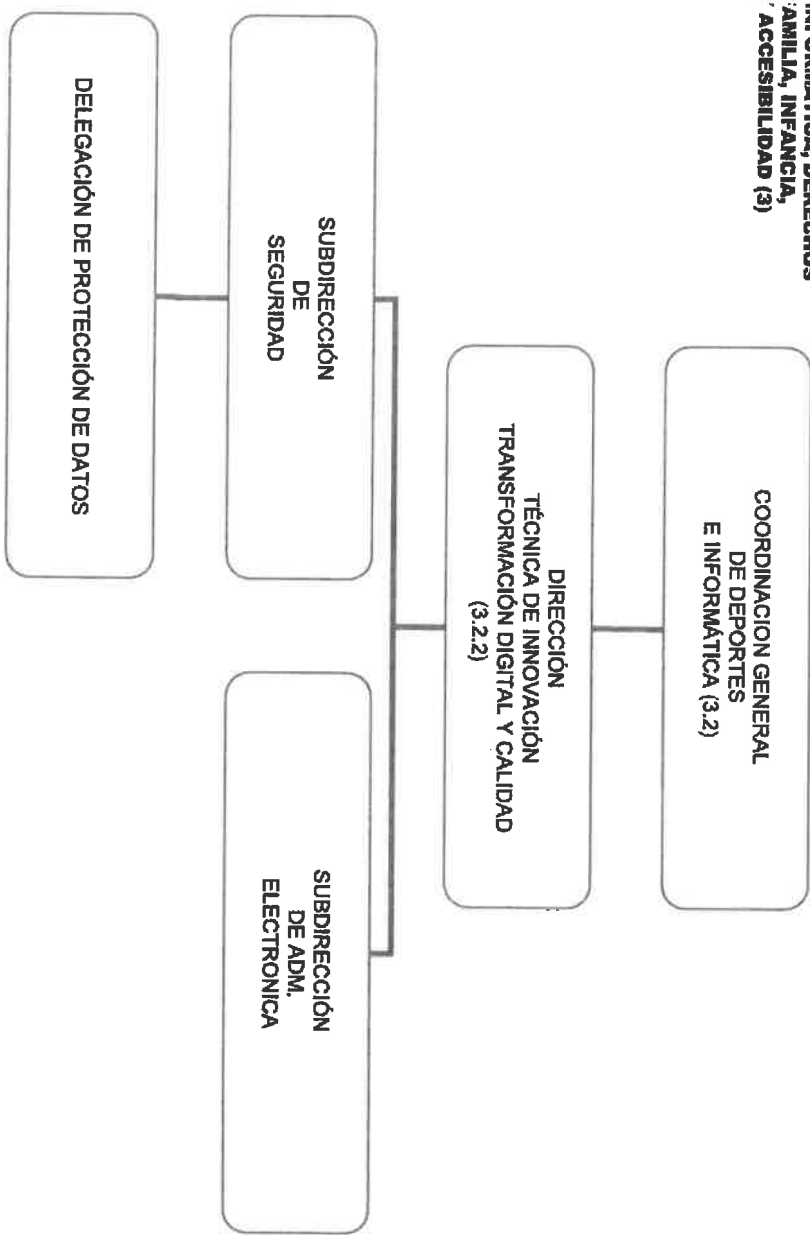 AMILIA, INFANCIA,
ACCESIBILIDAD (3)
COORDINACION GENERAL
DE DEPORTES
E INFORMÁTICA (3.2)
DIRECCIÓN
TÉCNICA DE INNOVACIÓN
TRANSFORMACIÓN DIGITAL Y CALIDAD
(3.2.2)
SUBDIRECCIÓN
DE
SEGURIDAD
SUBDIRECCIÓN
DE ADM.
ELECTRONICA
DELEGACIÓN DE PROTECCIÓN DE DATOS